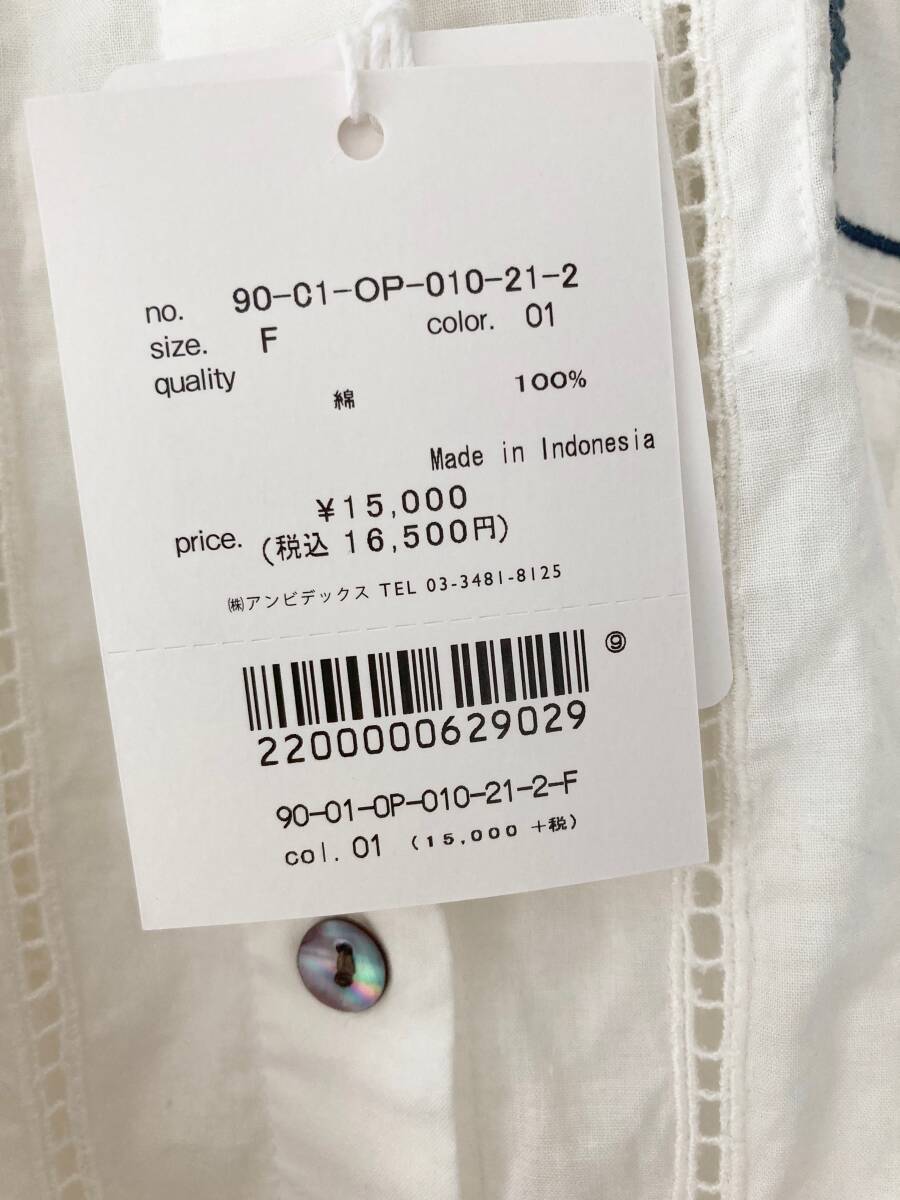 no. 90-01-OP-010-21-2
size. F color. 01
quality
綿 100%
Made in Indonesia
¥15,000
price. (税込 16,500円)
㈱アンビデックス TEL 03-3481-8125
⑨
2200000629029
90-01-OP-010-21-2-F
col. 01 (15,000 +税)